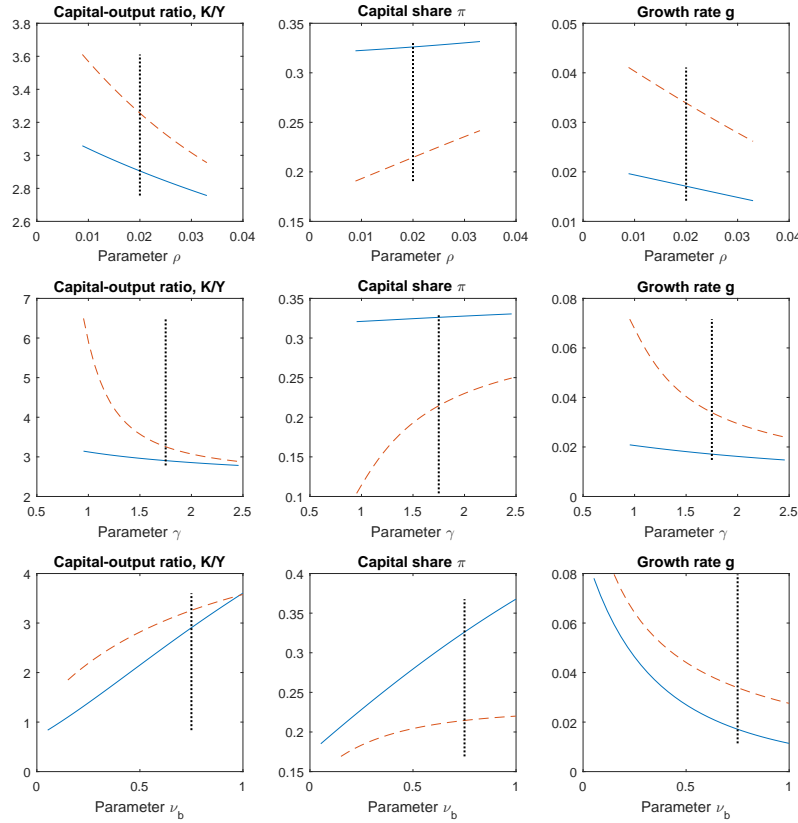 Capital-output ratio, K/Y
3.8
3.6
3.4
3.2
3
2.8
2.6
0 0.01 0.02 0.03 0.04
Parameter ρ
Capital share π
0.35
0.3
0.25
0.2
0.15
0 0.01 0.02 0.03 0.04
Parameter ρ
Growth rate g
0.05
0.04
0.03
0.02
0.01
0 0.01 0.02 0.03 0.04
Parameter ρ
Capital-output ratio, K/Y
7
6
5
4
3
2
0.5 1 1.5 2 2.5
Parameter γ
Capital share π
0.35
0.3
0.25
0.2
0.15
0.1
0.5 1 1.5 2 2.5
Parameter γ
Growth rate g
0.08
0.06
0.04
0.02
0
0.5 1 1.5 2 2.5
Parameter γ
Capital-output ratio, K/Y
4
3
2
1
0
0 0.5 1
Parameter ν_b
Capital share π
0.4
0.35
0.3
0.25
0.2
0.15
0 0.5 1
Parameter ν_b
Growth rate g
0.08
0.06
0.04
0.02
0
0 0.5 1
Parameter ν_b